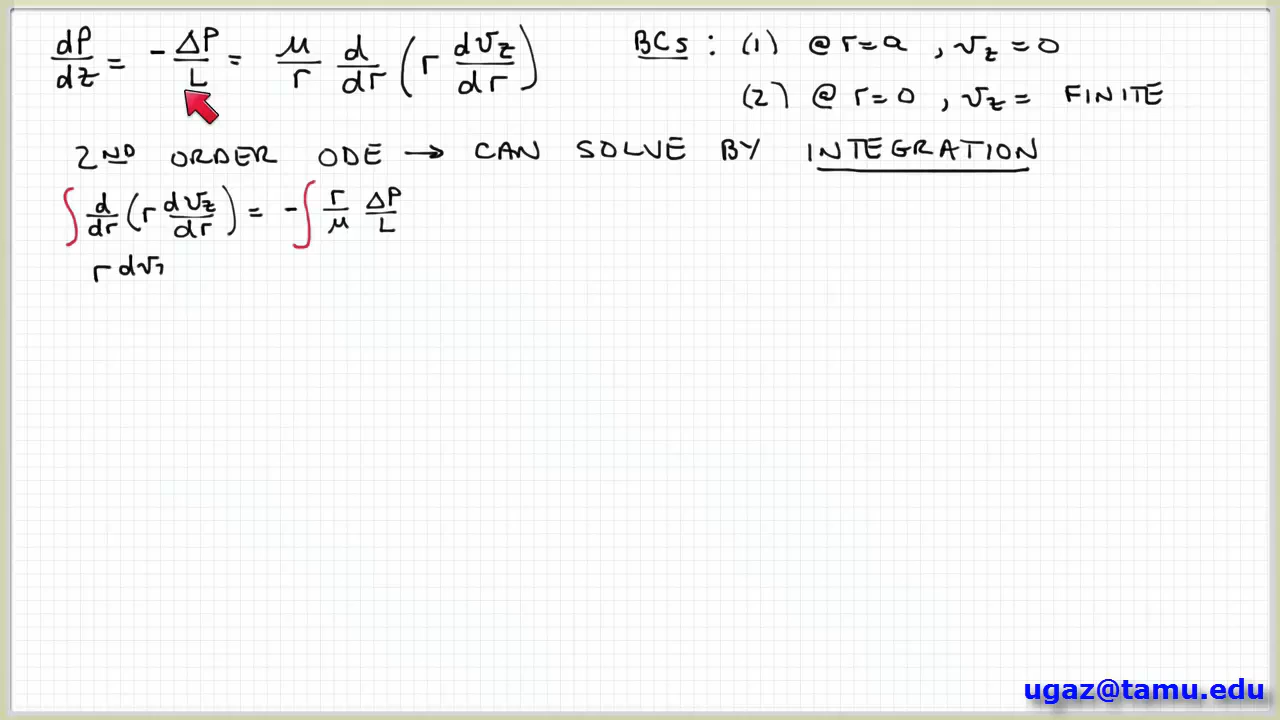 dP/dz = - ΔP/L = μ/r d/dr (r dv_z/dr) BCs : (1) @ r=a , v_z = 0
(2) @ r=0 , v_z = FINITE
2ND ORDER ODE → CAN SOLVE BY INTEGRATION
∫ d/dr (r dv_z/dr) = - ∫ r/μ ΔP/L
r dv
ugaz@tamu.edu